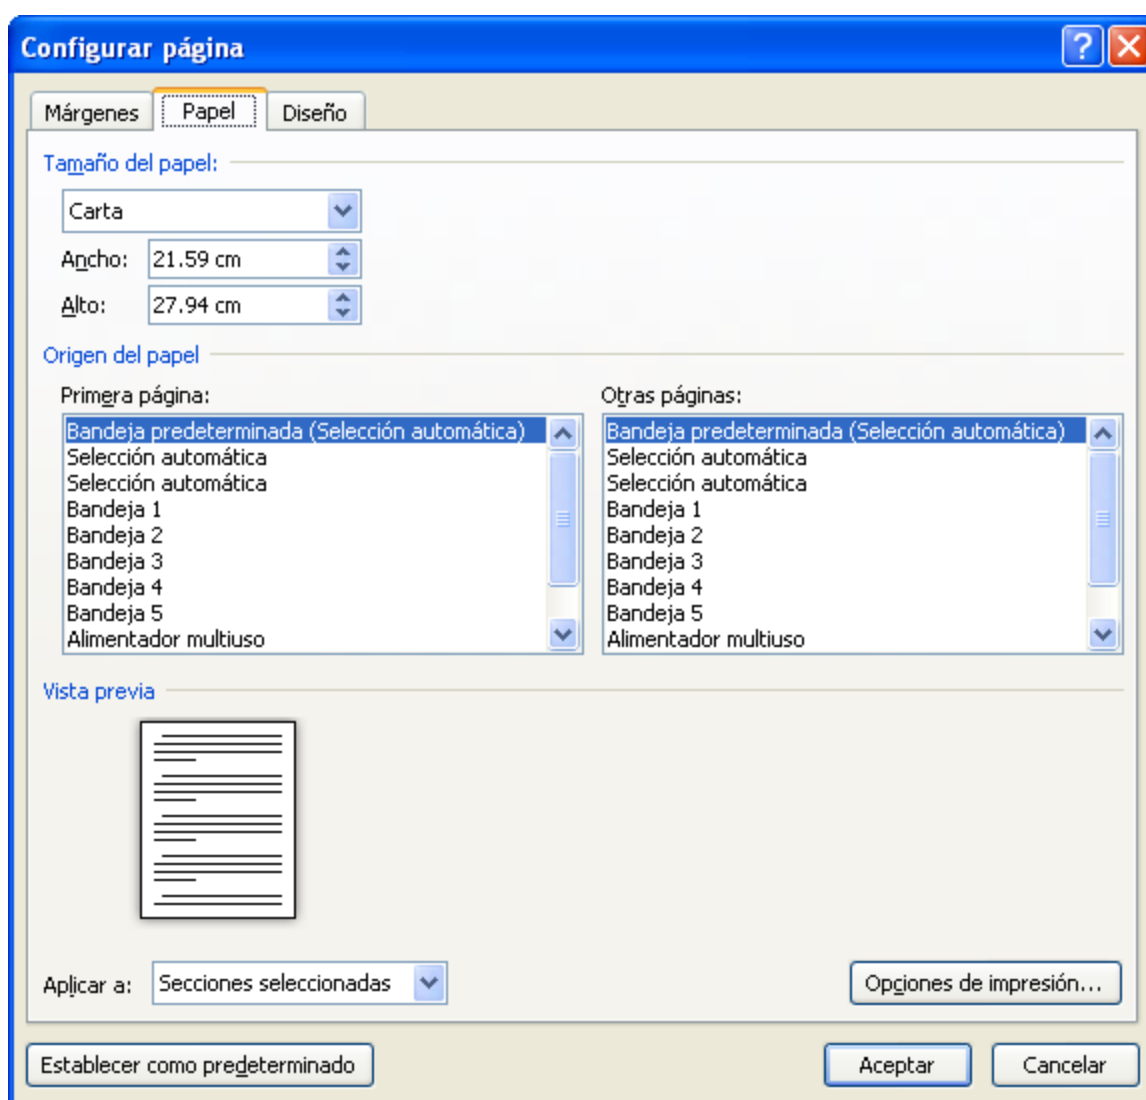 Configurar página
Márgenes
Papel
Diseño
Tamaño del papel:
Carta
Ancho: 21.59 cm
Alto: 27.94 cm
Origen del papel
Primera página:
Bandeja predeterminada (Selección automática)
Selección automática
Selección automática
Bandeja 1
Bandeja 2
Bandeja 3
Bandeja 4
Bandeja 5
Alimentador multiuso
Otras páginas:
Bandeja predeterminada (Selección automática)
Selección automática
Selección automática
Bandeja 1
Bandeja 2
Bandeja 3
Bandeja 4
Bandeja 5
Alimentador multiuso
Vista previa
Aplicar a: Secciones seleccionadas
Opciones de impresión...
Establecer como predeterminado
Aceptar
Cancelar